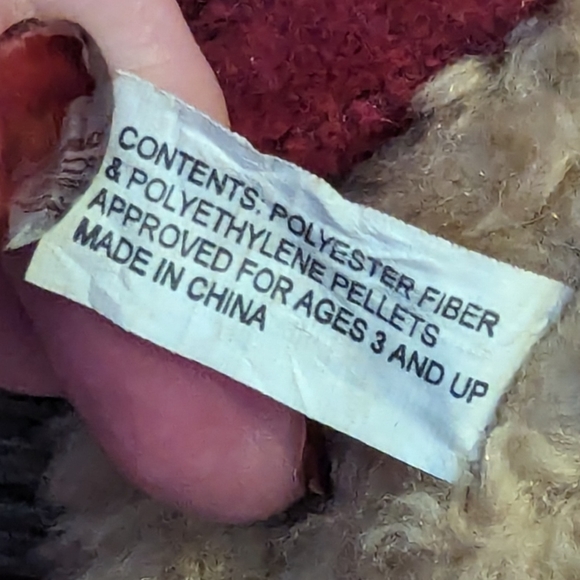 CONTENTS: POLYESTER FIBER
& POLYETHYLENE PELLETS
APPROVED FOR AGES 3 AND UP
MADE IN CHINA